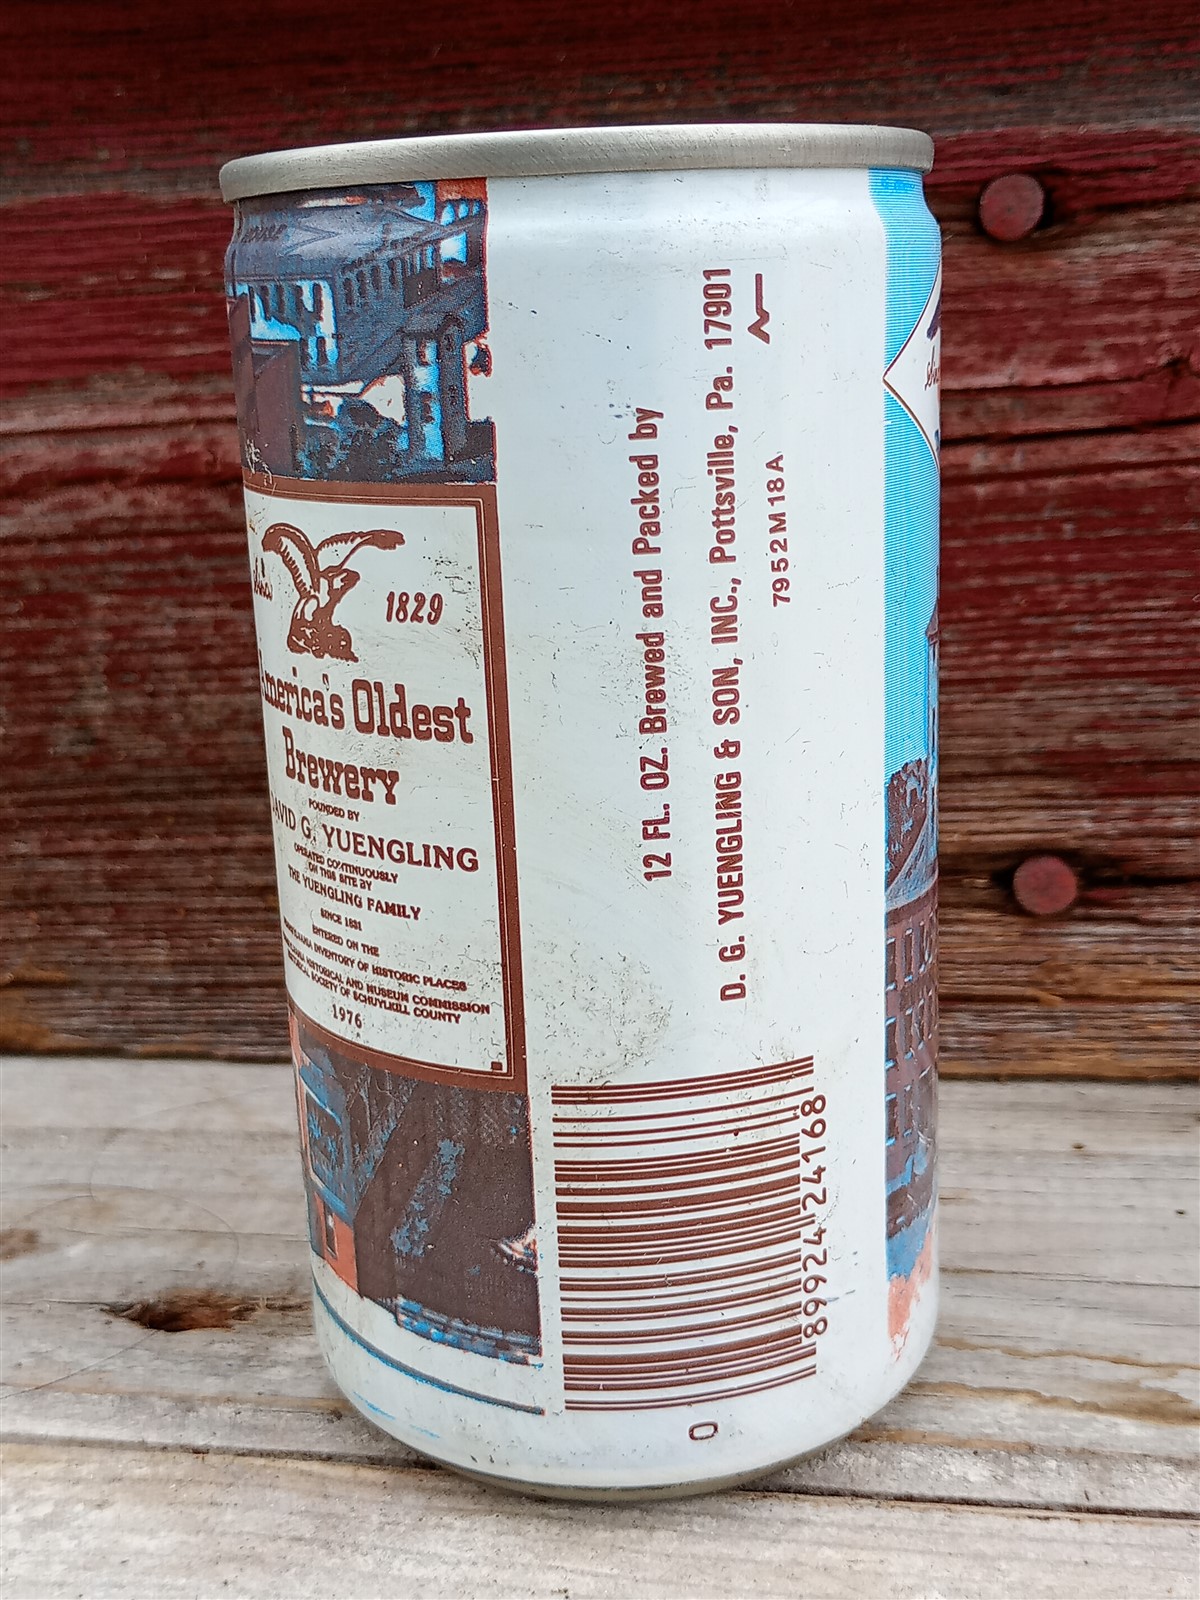 1829
America's Oldest
Brewery
FOUNDED BY
DAVID G. YUENGLING
OPERATED CONTINUOUSLY
ON THIS SITE BY
THE YUENGLING FAMILY
SINCE 1831
ENTERED ON THE
INVENTORY OF HISTORIC PLACES
HISTORICAL AND MUSEUM COMMISSION
SOCIETY OF SCHUYLKILL COUNTY
1976
12 FL. OZ. Brewed and Packed by
D. G. YUENGLING & SON, INC., Pottsville, Pa. 17901
7952M18A
0
89924 24168